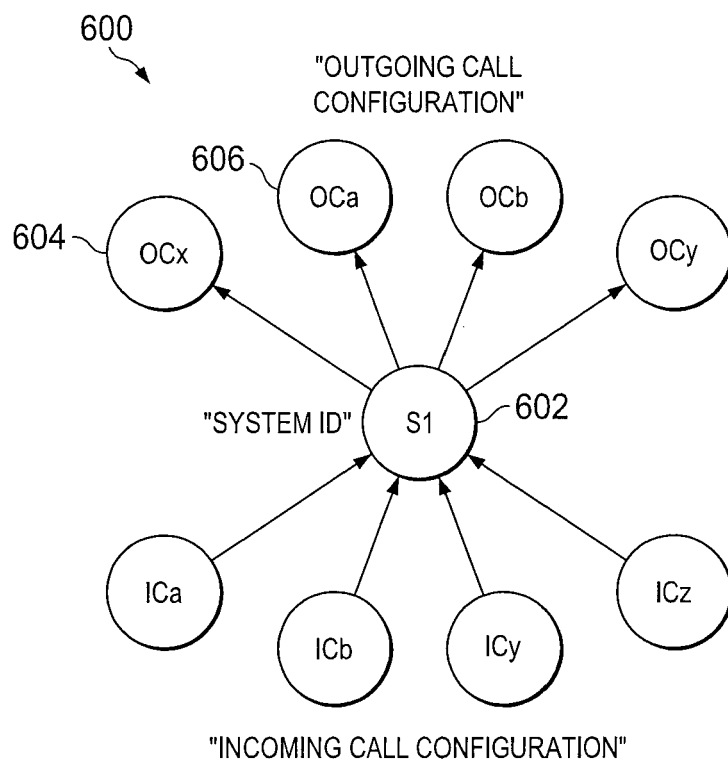 600
"OUTGOING CALL
CONFIGURATION"
606
OCa
OCb
604
OCx
OCy
"SYSTEM ID"
S1
602
ICa
ICz
ICb
ICy
"INCOMING CALL CONFIGURATION"